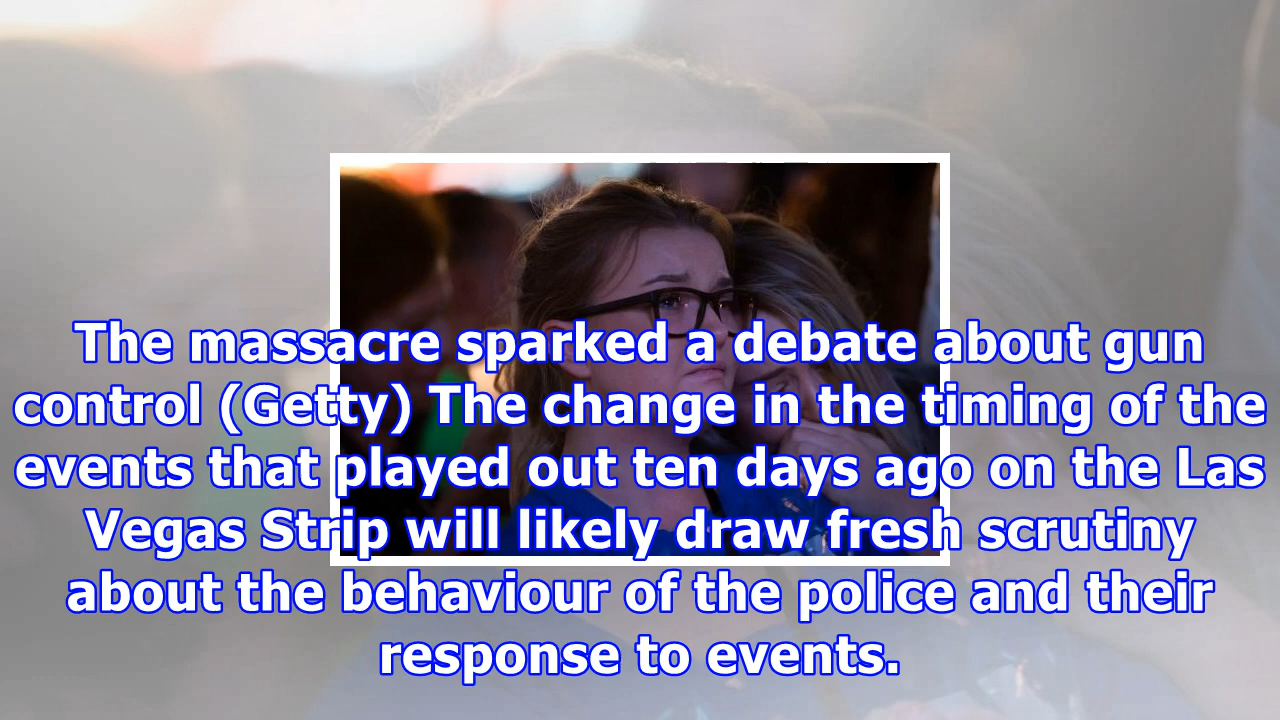 The massacre sparked a debate about gun
control (Getty) The change in the timing of the
events that played out ten days ago on the Las
Vegas Strip will likely draw fresh scrutiny
about the behaviour of the police and their
response to events.